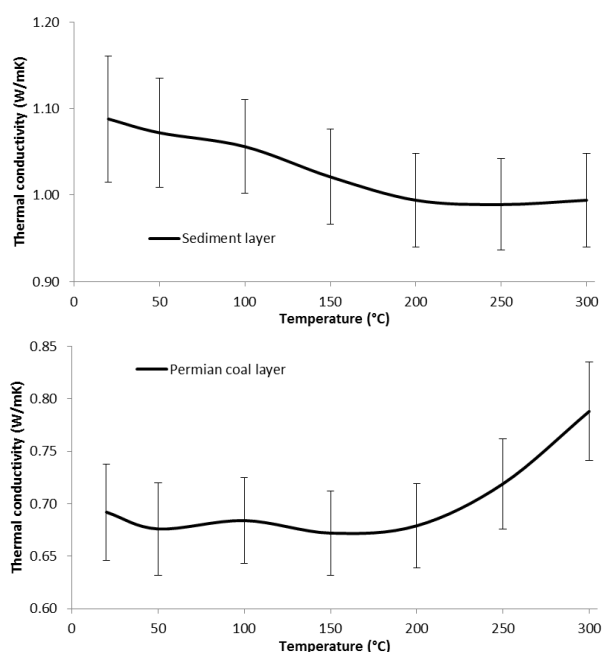 Thermal conductivity (W/mK)
1.20
1.10
1.00
0.90
Sediment layer
0 50 100 150 200 250 300
Temperature (°C)
Thermal conductivity (W/mK)
0.85
0.80
0.75
0.70
0.65
0.60
Permian coal layer
0 50 100 150 200 250 300
Temperature (°C)